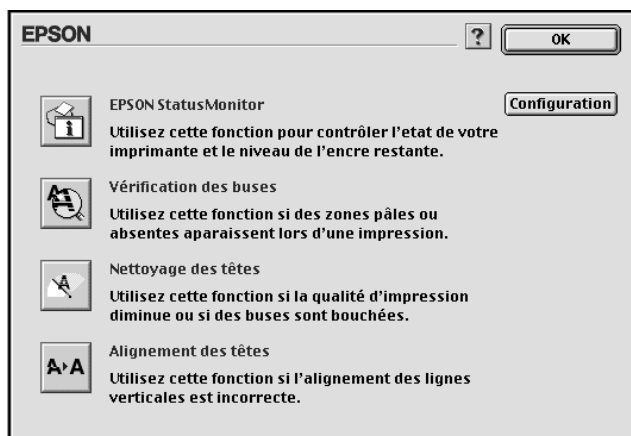 EPSON
?
OK
EPSON StatusMonitor
Configuration
Utilisez cette fonction pour contrôler l'etat de votre
imprimante et le niveau de l'encre restante.
Vérification des buses
Utilisez cette fonction si des zones pâles ou
absentes aparaissent lors d'une impression.
Nettoyage des têtes
Utilisez cette fonction si la qualité d'impression
diminue ou si des buses sont bouchées.
A▸A
Alignement des têtes
Utilisez cette fonction si l'alignement des lignes
verticales est incorrecte.